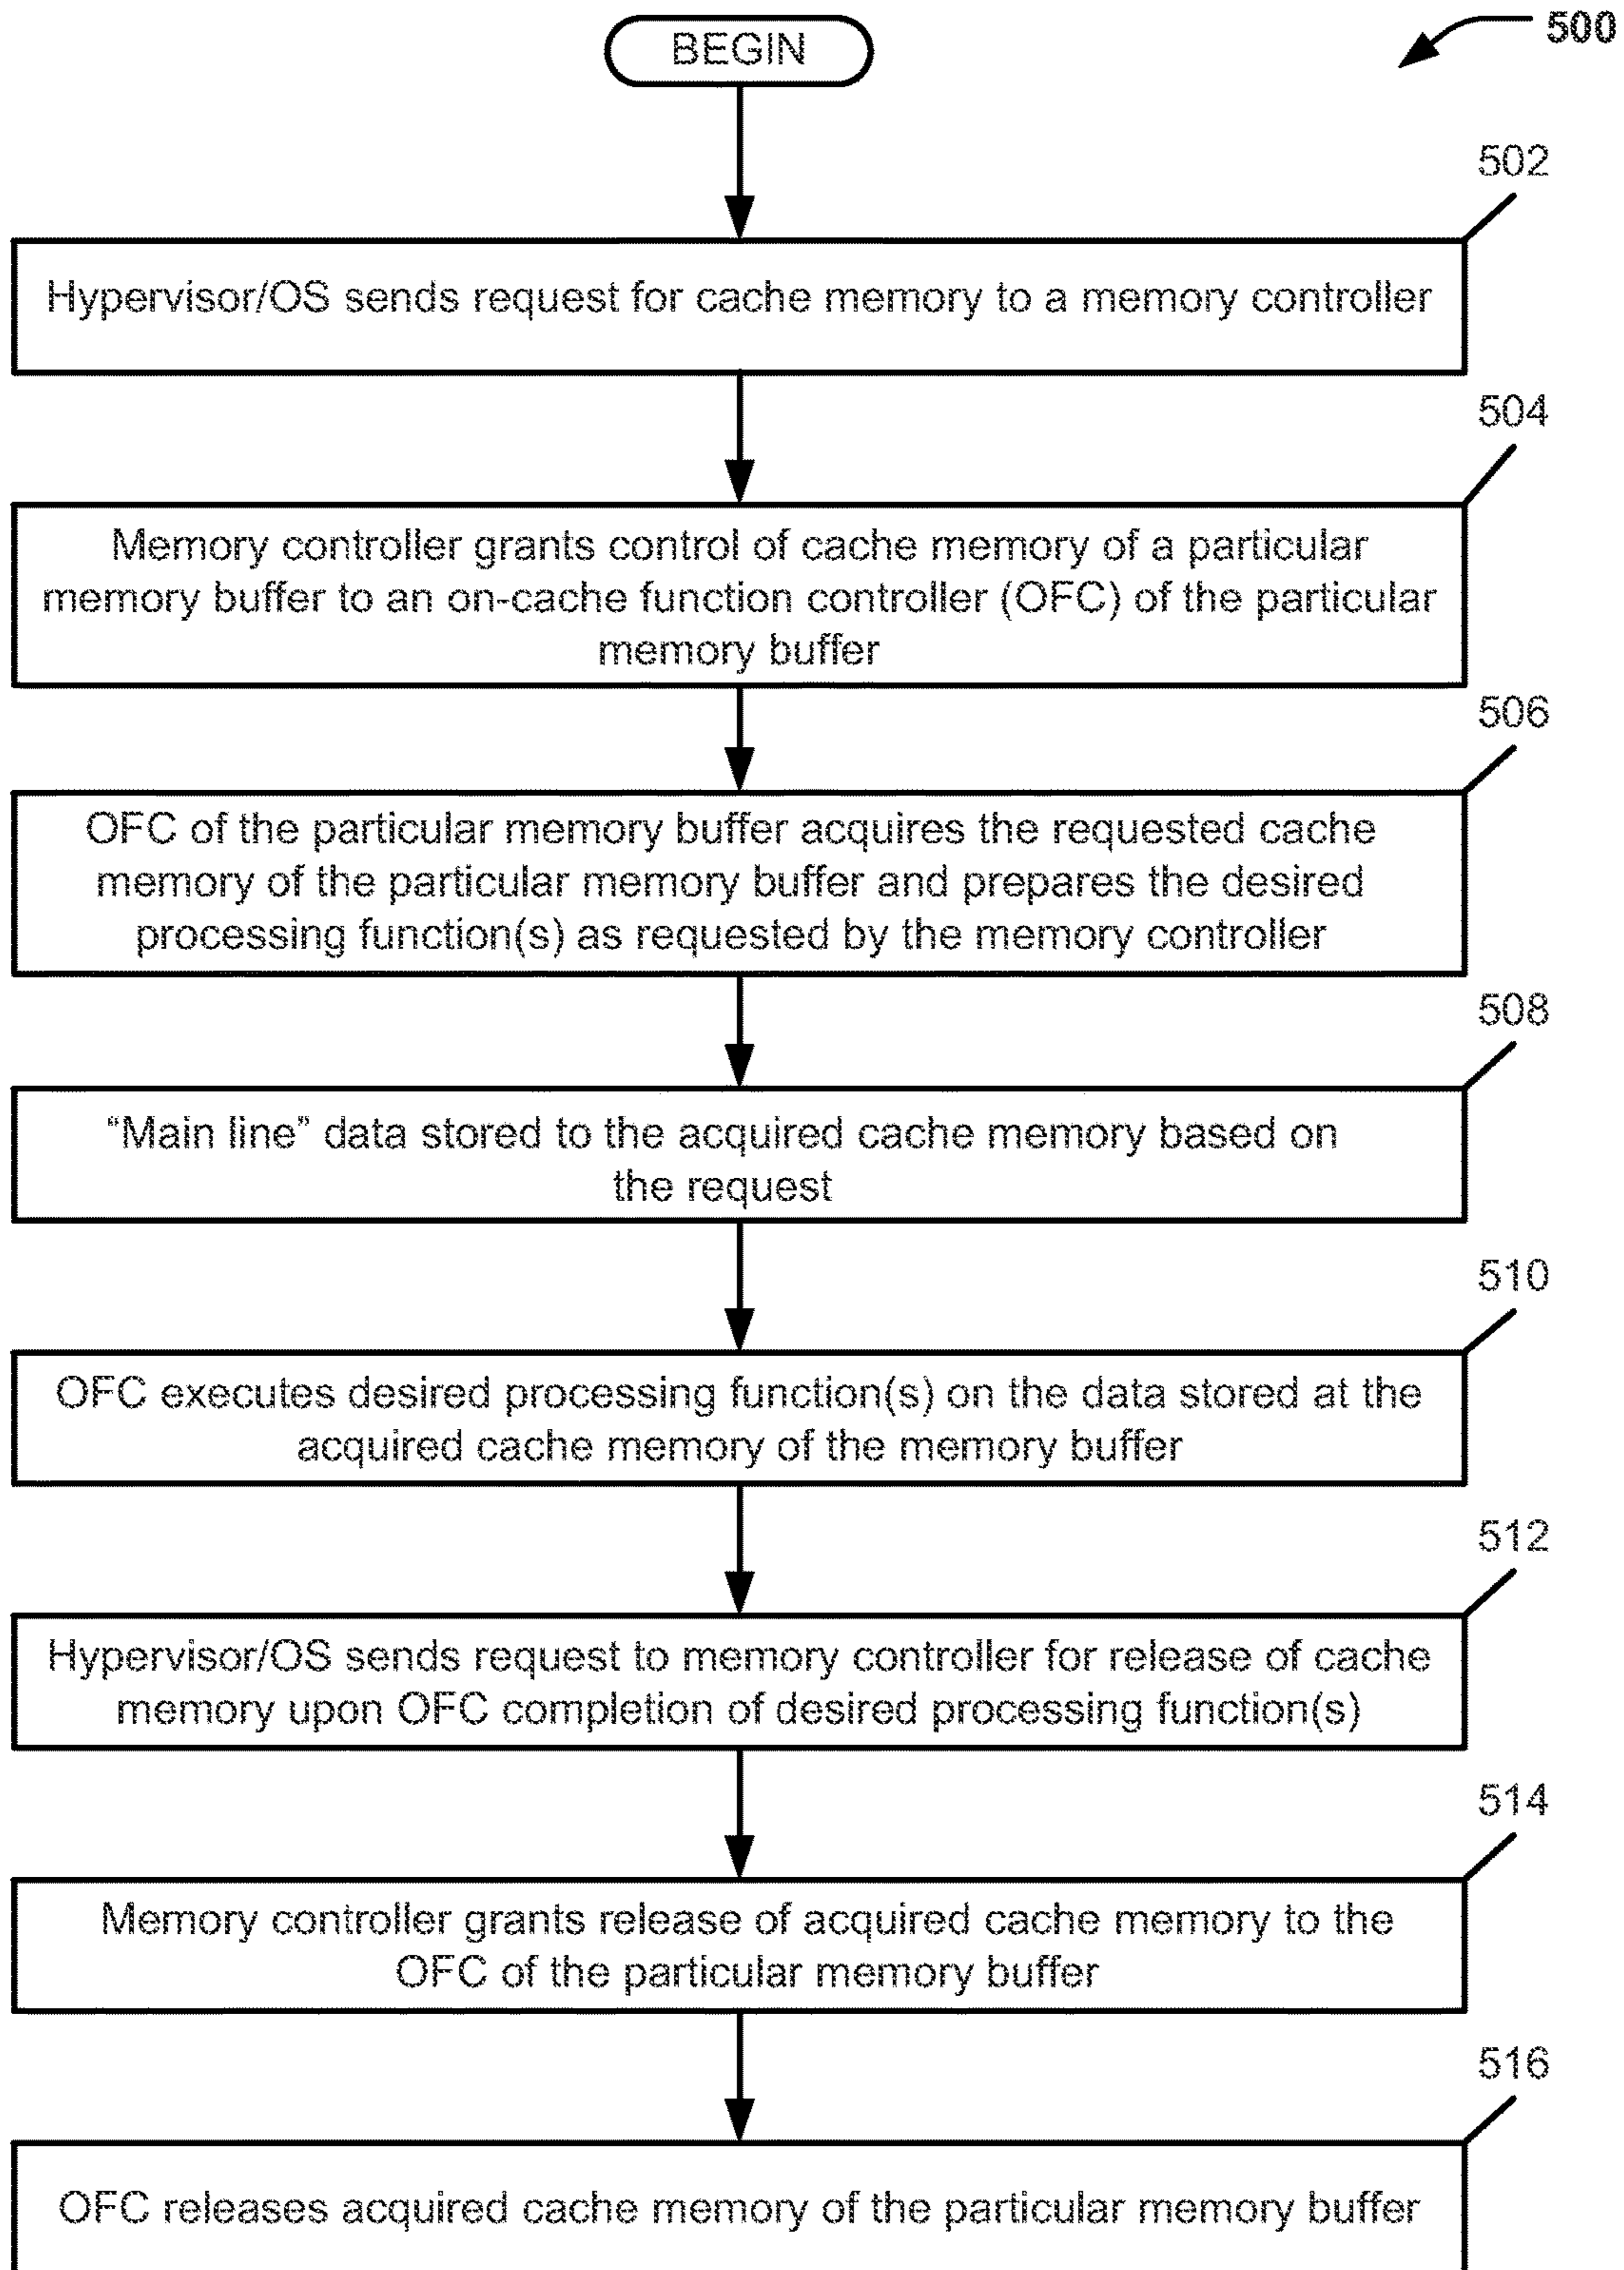 BEGIN
500
502
Hypervisor/OS sends request for cache memory to a memory controller
504
Memory controller grants control of cache memory of a particular
memory buffer to an on-cache function controller (OFC) of the particular
memory buffer
506
OFC of the particular memory buffer acquires the requested cache
memory of the particular memory buffer and prepares the desired
processing function(s) as requested by the memory controller
508
“Main line” data stored to the acquired cache memory based on
the request
510
OFC executes desired processing function(s) on the data stored at the
acquired cache memory of the memory buffer
512
Hypervisor/OS sends request to memory controller for release of cache
memory upon OFC completion of desired processing function(s)
514
Memory controller grants release of acquired cache memory to the
OFC of the particular memory buffer
516
OFC releases acquired cache memory of the particular memory buffer